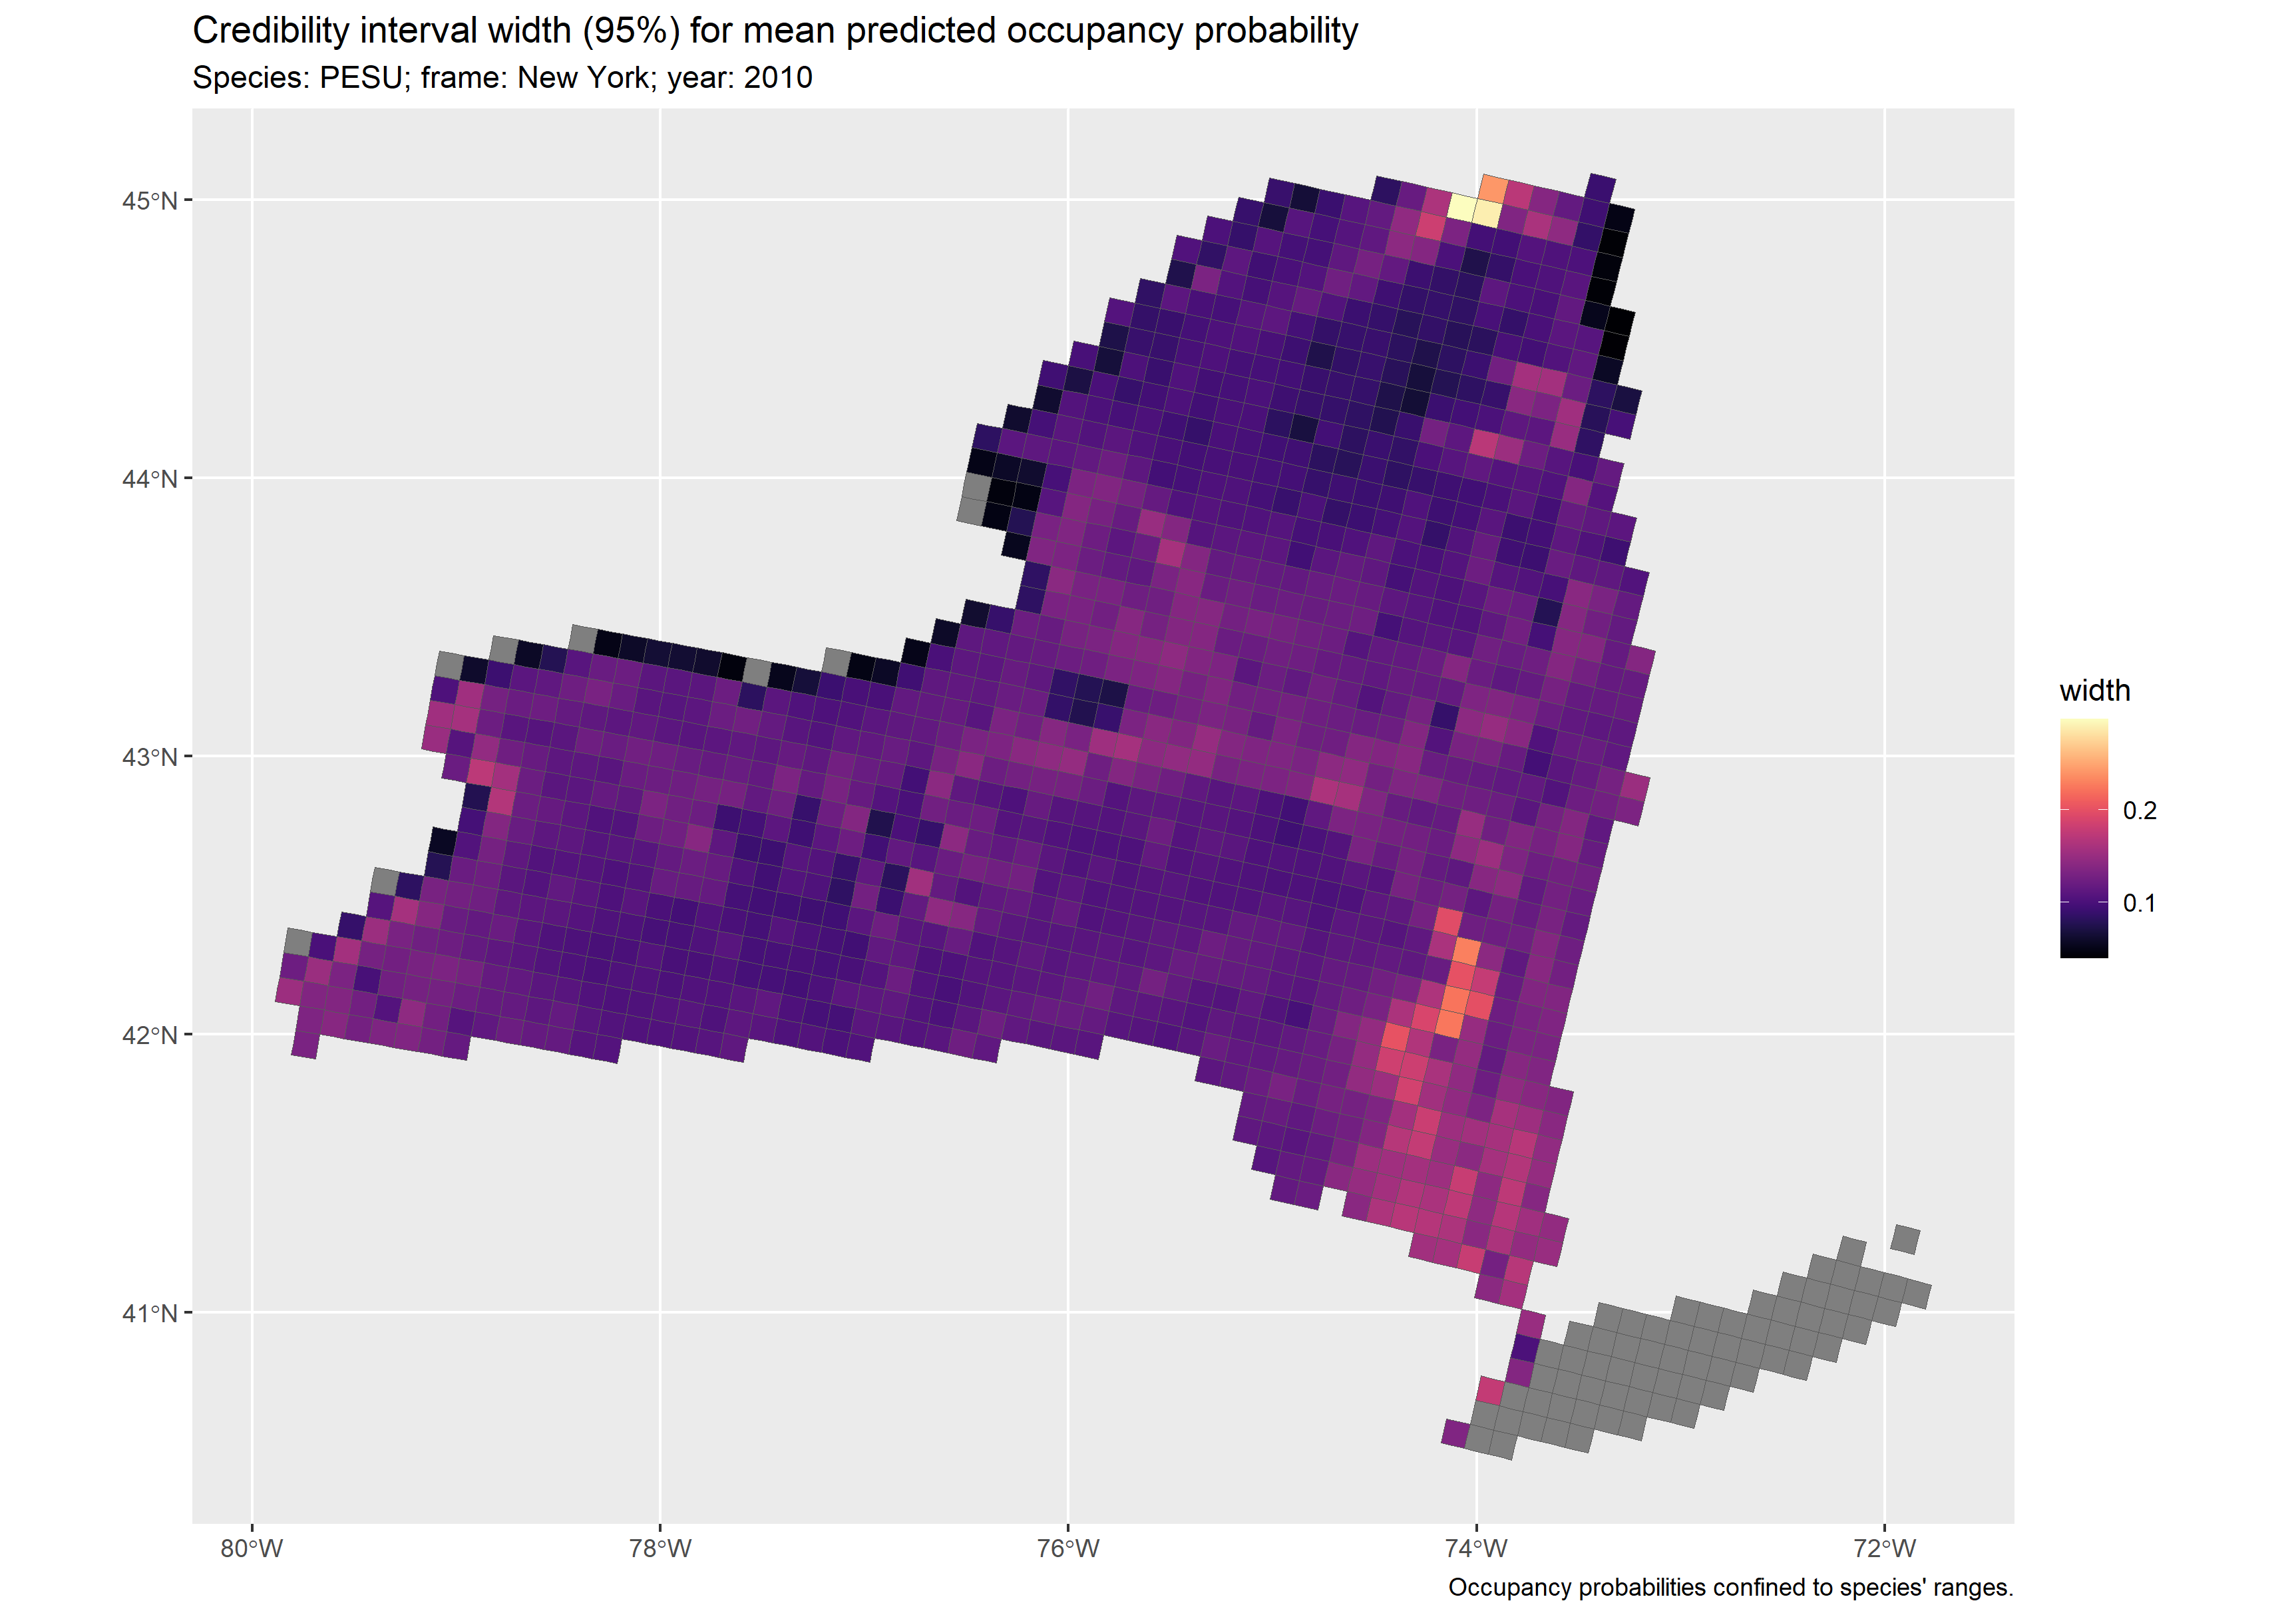 Credibility interval width (95%) for mean predicted occupancy probability
Species: PESU; frame: New York; year: 2010
45°N
44°N
43°N
42°N
41°N
80°W
78°W
76°W
74°W
72°W
width
0.2
0.1
Occupancy probabilities confined to species' ranges.